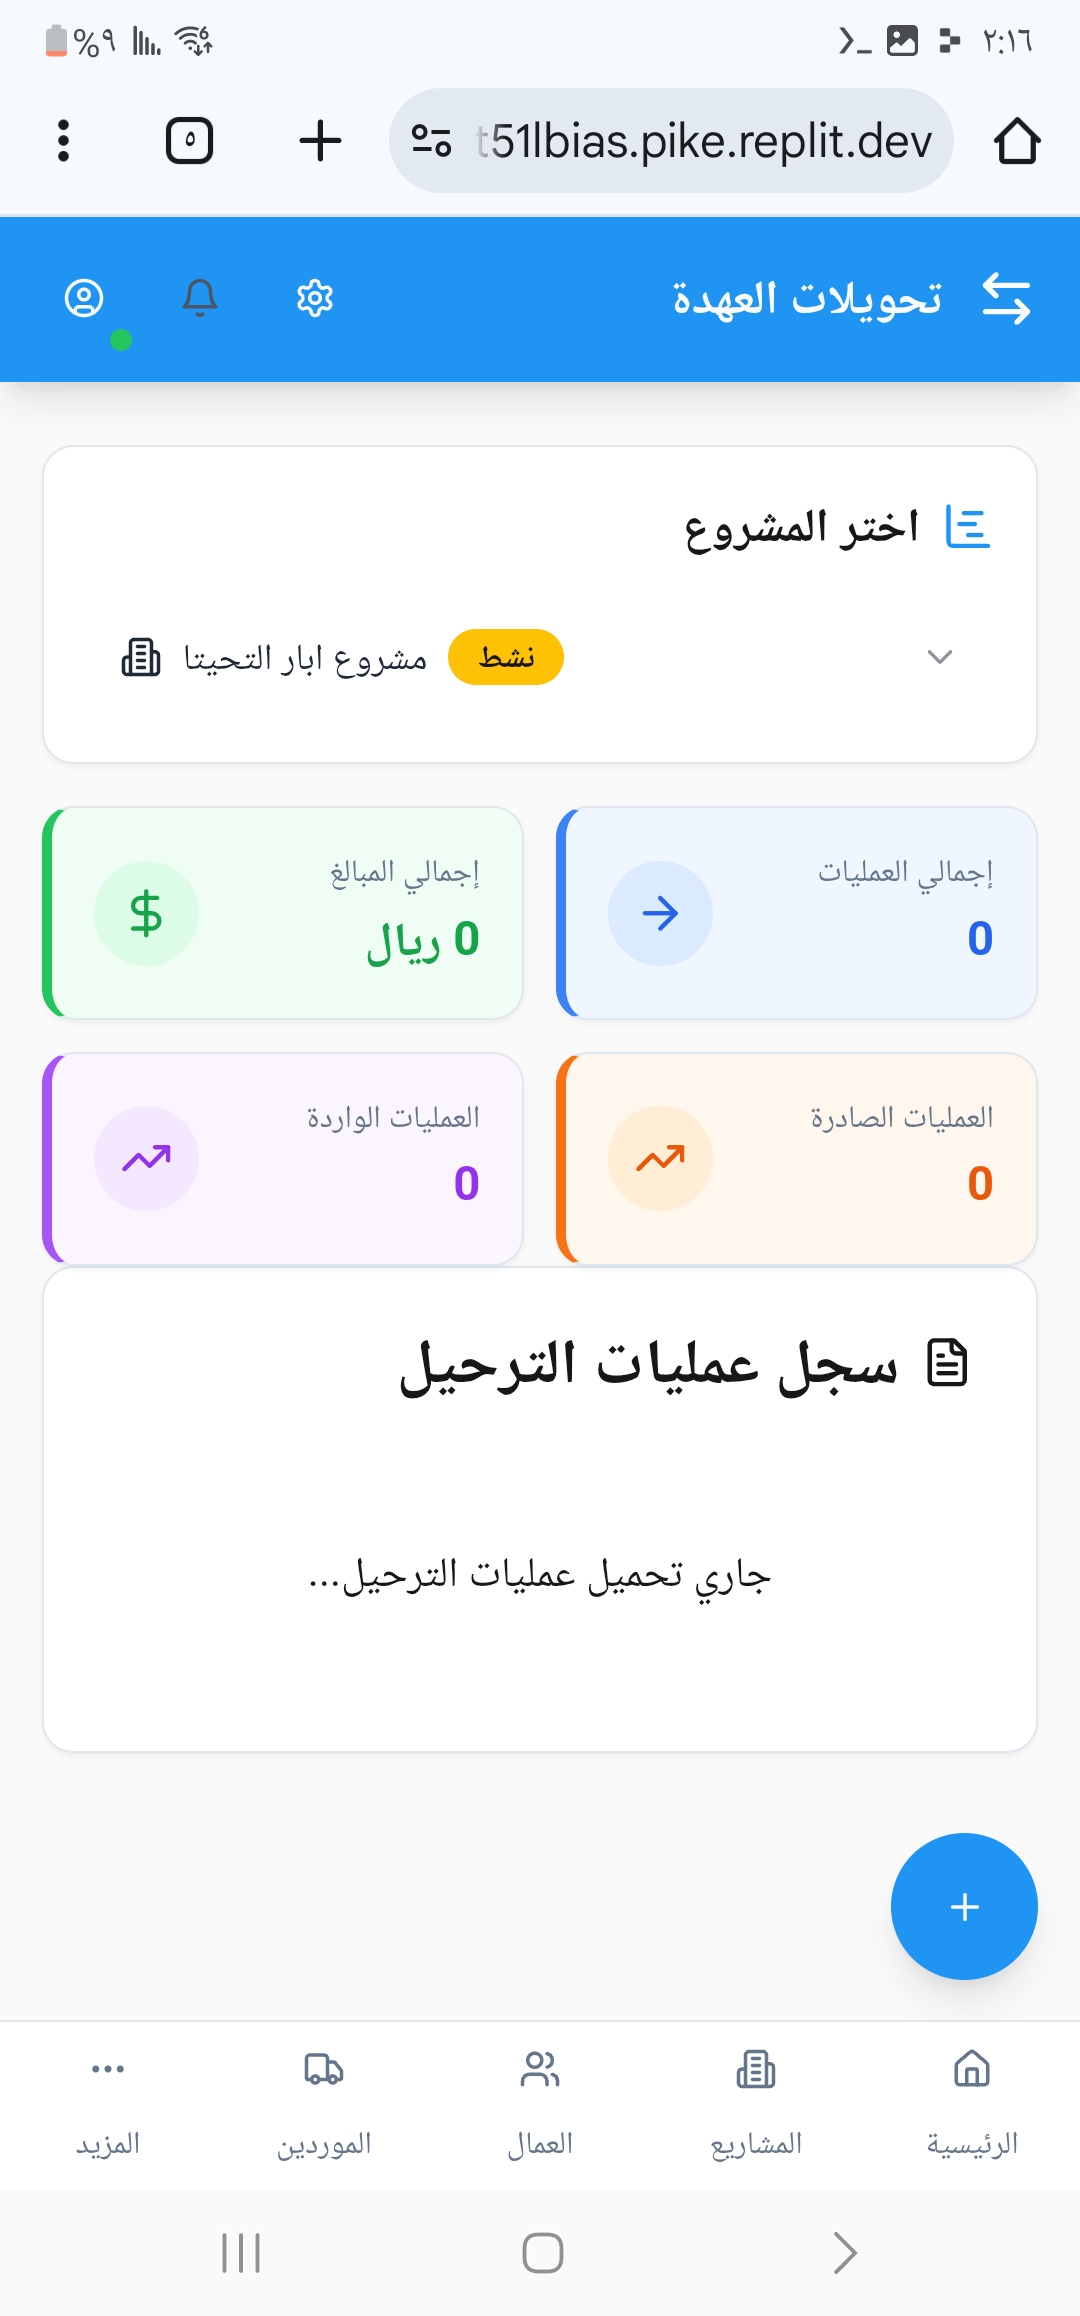 ٢:١٦
%٩
t51lbias.pike.replit.dev
٥
تحويلات العهدة
اختر المشروع
نشط
مشروع ابار التحيتا
إجمالي العمليات
0
إجمالي المبالغ
0 ريال
العمليات الصادرة
0
العمليات الواردة
0
سجل عمليات الترحيل
جاري تحميل عمليات الترحيل...
الرئيسية
المشاريع
العمال
الموردين
المزيد